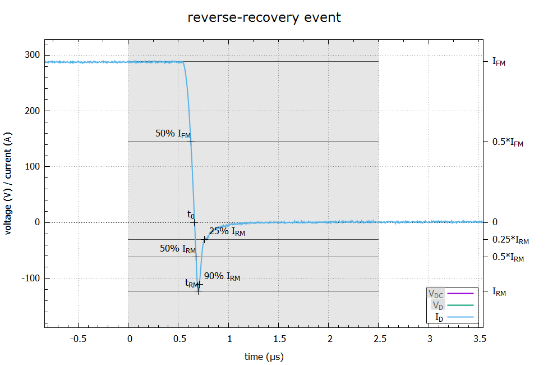 reverse-recovery event
voltage (V) / current (A)
300
200
100
0
-100
50% I_FM
t_0
25% I_RM
50% I_RM
t_RM
90% I_RM
I_FM
0.5*I_FM
0
0.25*I_RM
0.5*I_RM
I_RM
V_DC
V_D
I_D
-0.5 0 0.5 1 1.5 2 2.5 3 3.5
time (µs)